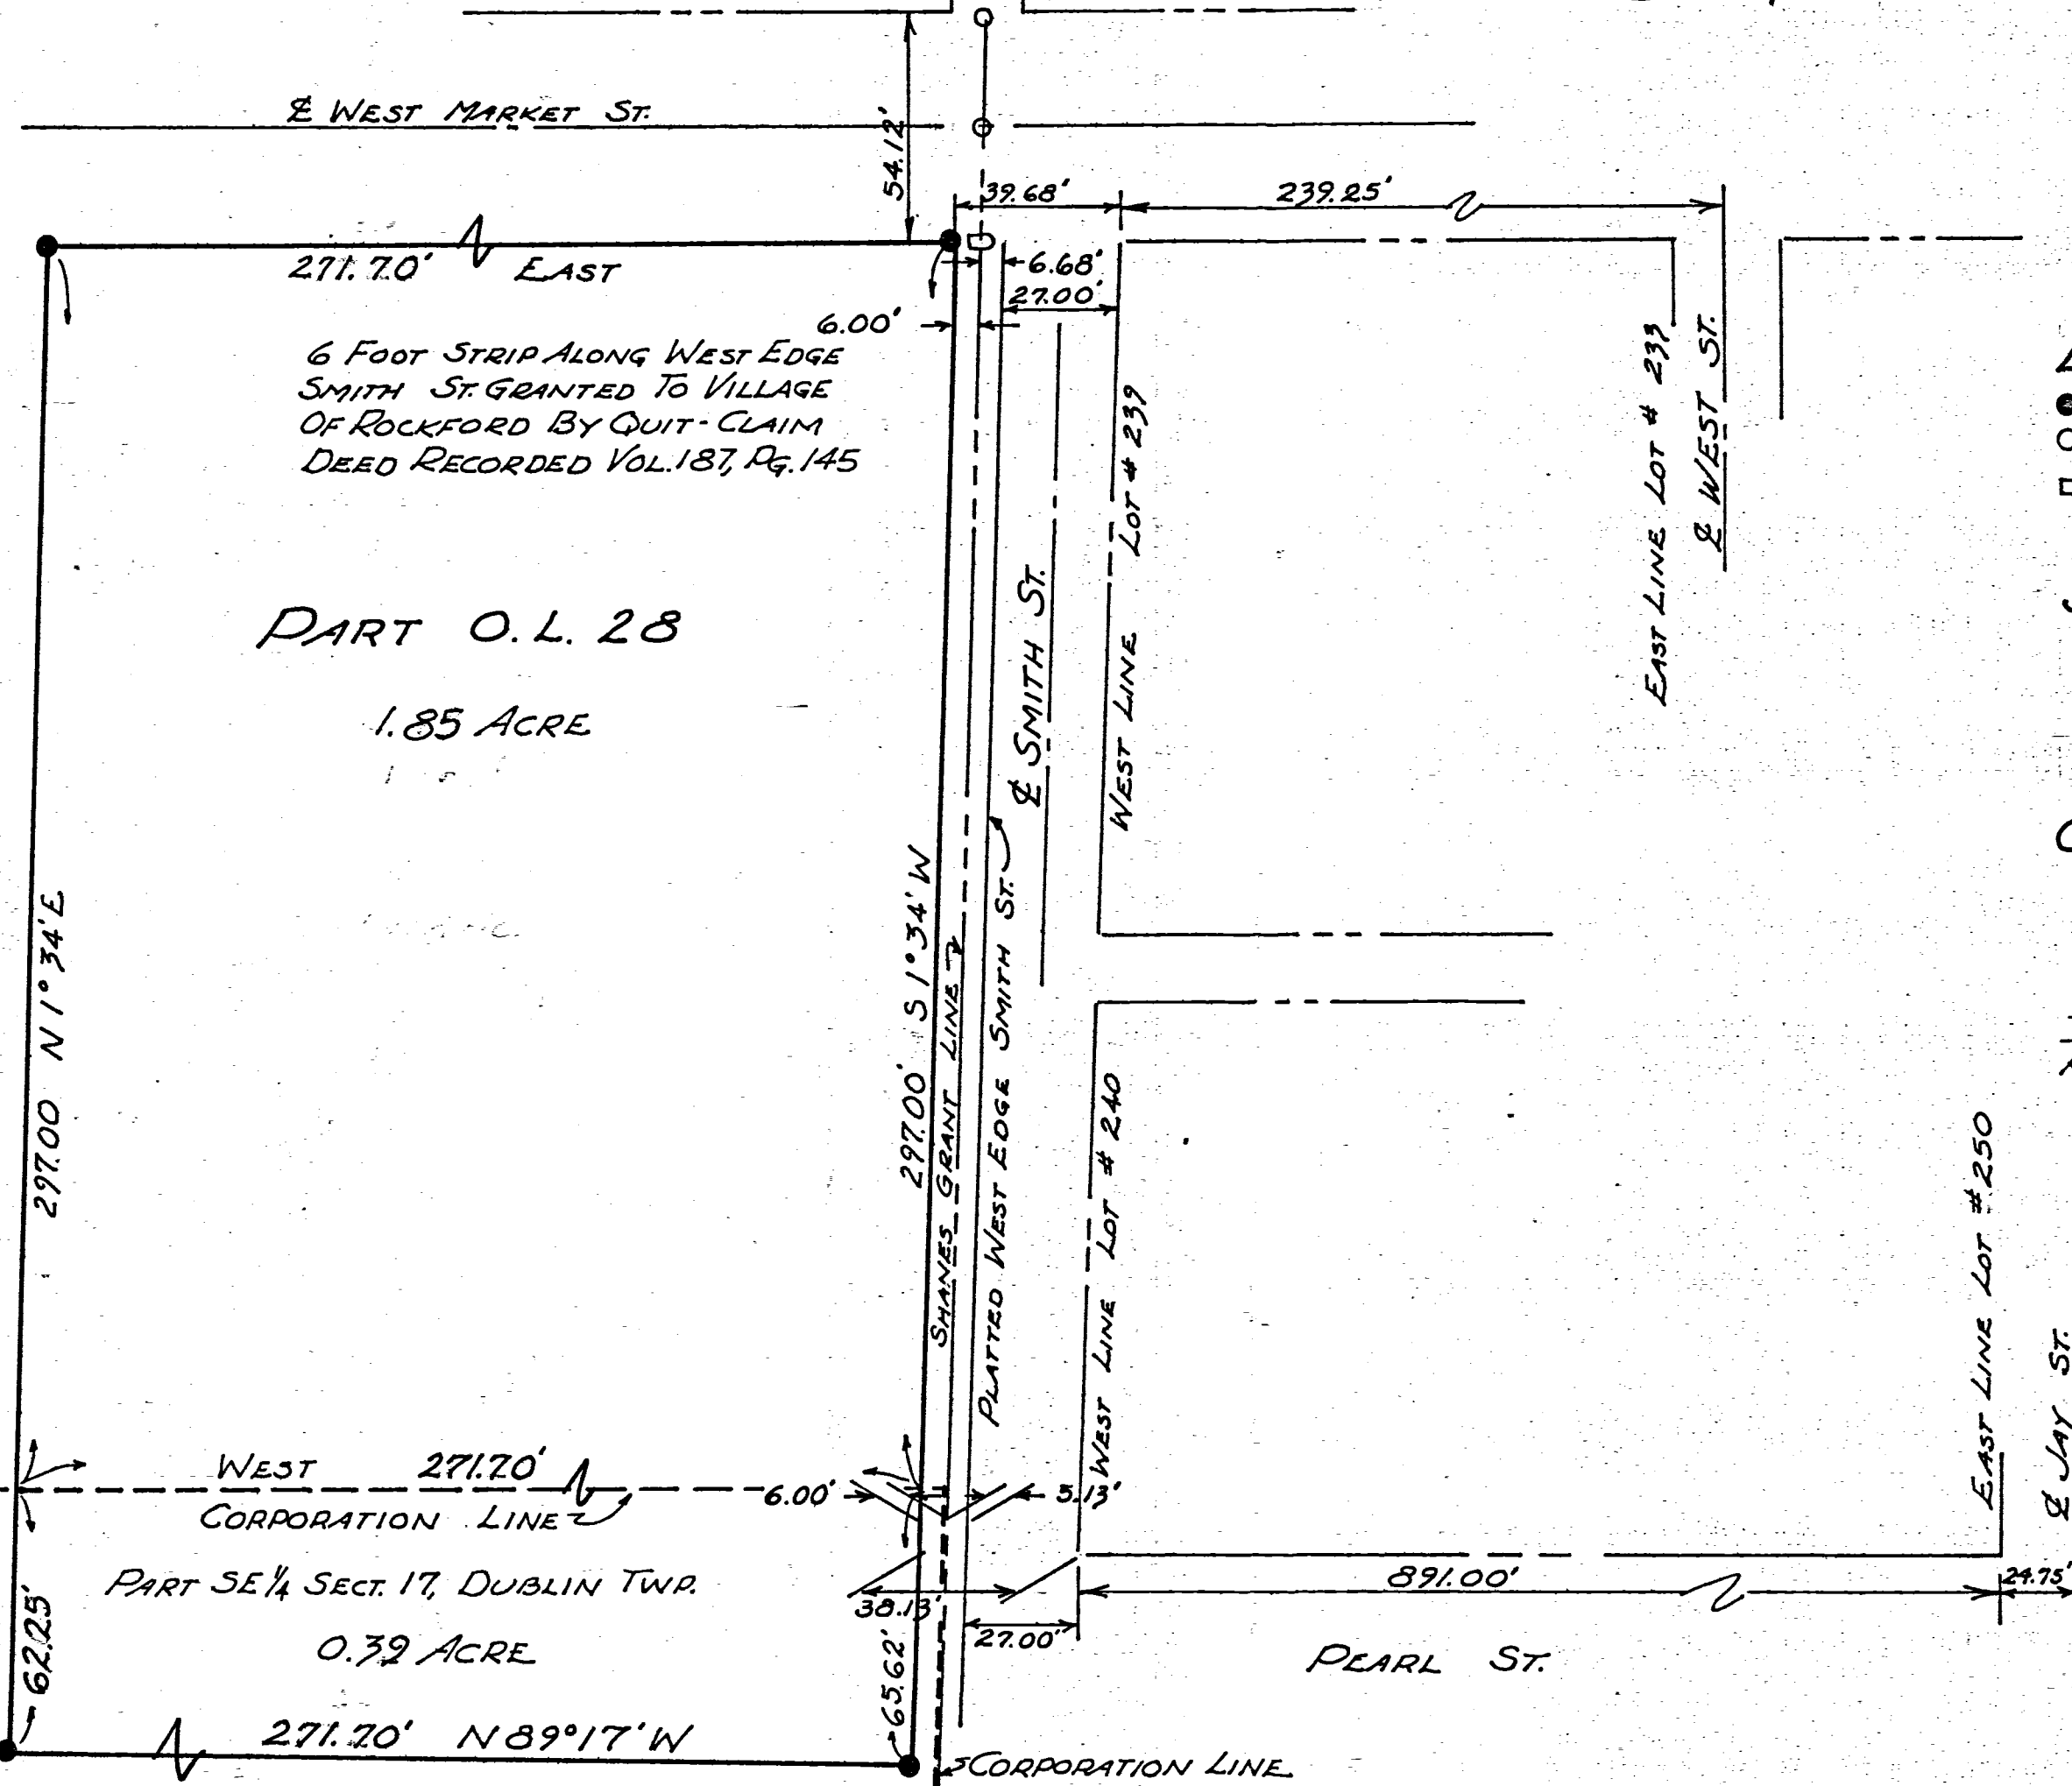 ℄ WEST MARKET ST.
54.12'
39.68'
239.25'
271.70' EAST
6.68'
27.00'
6.00'
6 FOOT STRIP ALONG WEST EDGE
SMITH ST. GRANTED TO VILLAGE
OF ROCKFORD BY QUIT-CLAIM
DEED RECORDED VOL. 187, PG. 145
PART O.L. 28
1.85 ACRE
℄ SMITH ST.
WEST LINE LOT # 239
EAST LINE LOT # 233
℄ WEST ST.
297.00 N 1° 34' E
297.00' S 1° 34' W
SHANES GRANT LINE
PLATTED WEST EDGE SMITH ST.
WEST LINE LOT # 240
EAST LINE LOT # 250
℄ JAY ST.
WEST 271.70'
6.00'
5.13'
CORPORATION LINE
PART SE 1/4 SECT. 17, DUBLIN TWP.
0.39 ACRE
38.13'
27.00'
891.00'
24.75'
62.25'
65.62'
PEARL ST.
271.70' N 89° 17' W
CORPORATION LINE